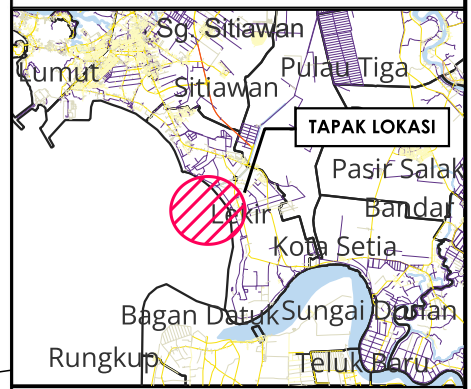 Sg. Sitiawan
Lumut
Pulau Tiga
Sitiawan
TAPAK LOKASI
Pasir Salak
Lekir
Bandar
Kota Setia
Bagan Datuk
Sungai Durian
Rungkup
Teluk Baru